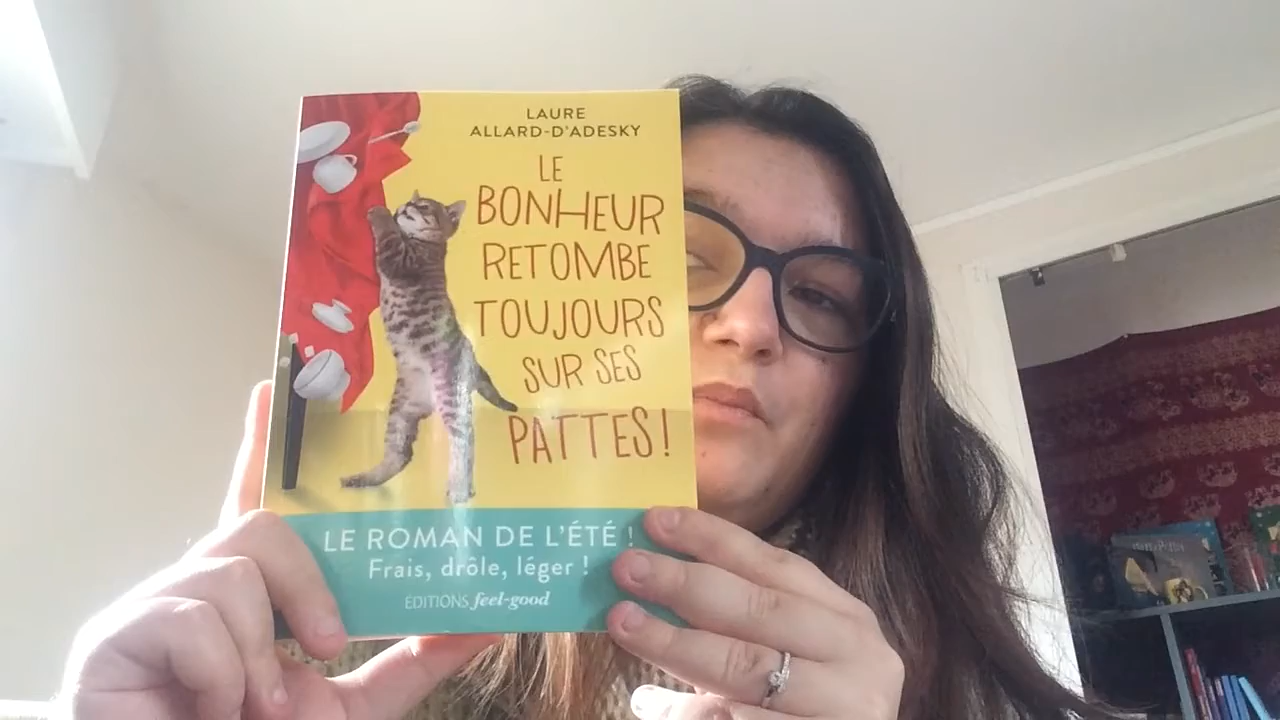 LAURE
ALLARD-D'ADESKY
LE
BONHEUR
RETOMBE
TOUJOURS
SUR SES
PATTES !
LE ROMAN DE L'ÉTÉ !
Frais, drôle, léger !
ÉDITIONS feel-good